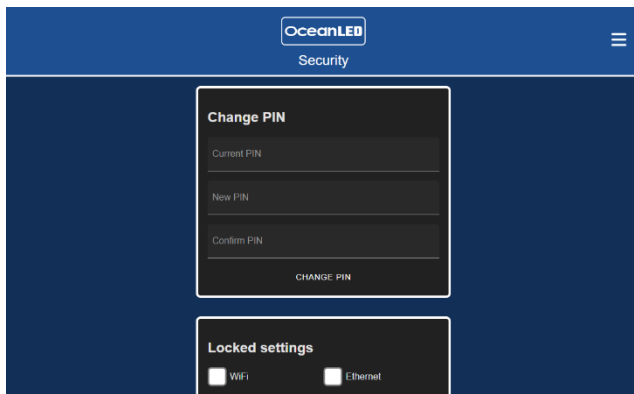 OceanLED
Security
Change PIN
Current PIN
New PIN
Confirm PIN
CHANGE PIN
Locked settings
WiFi Ethernet